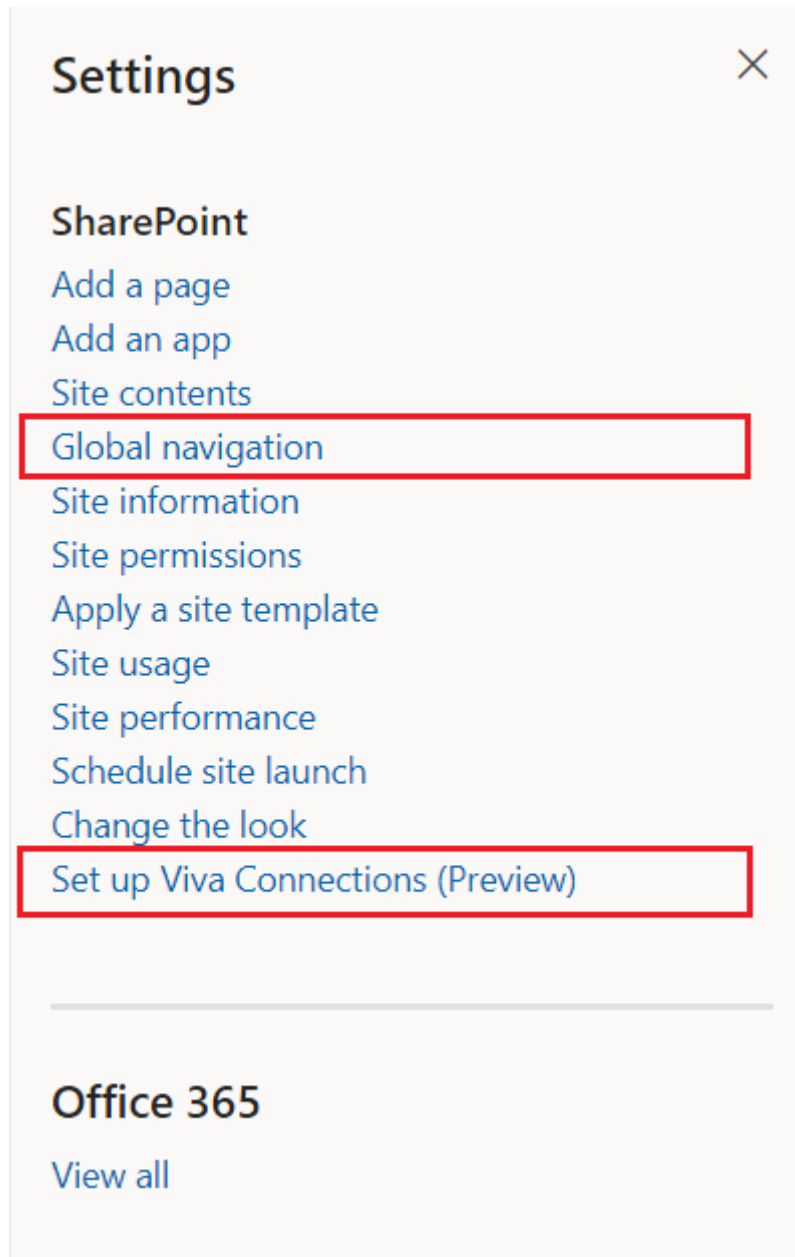 Settings
SharePoint
Add a page
Add an app
Site contents
Global navigation
Site information
Site permissions
Apply a site template
Site usage
Site performance
Schedule site launch
Change the look
Set up Viva Connections (Preview)
Office 365
View all